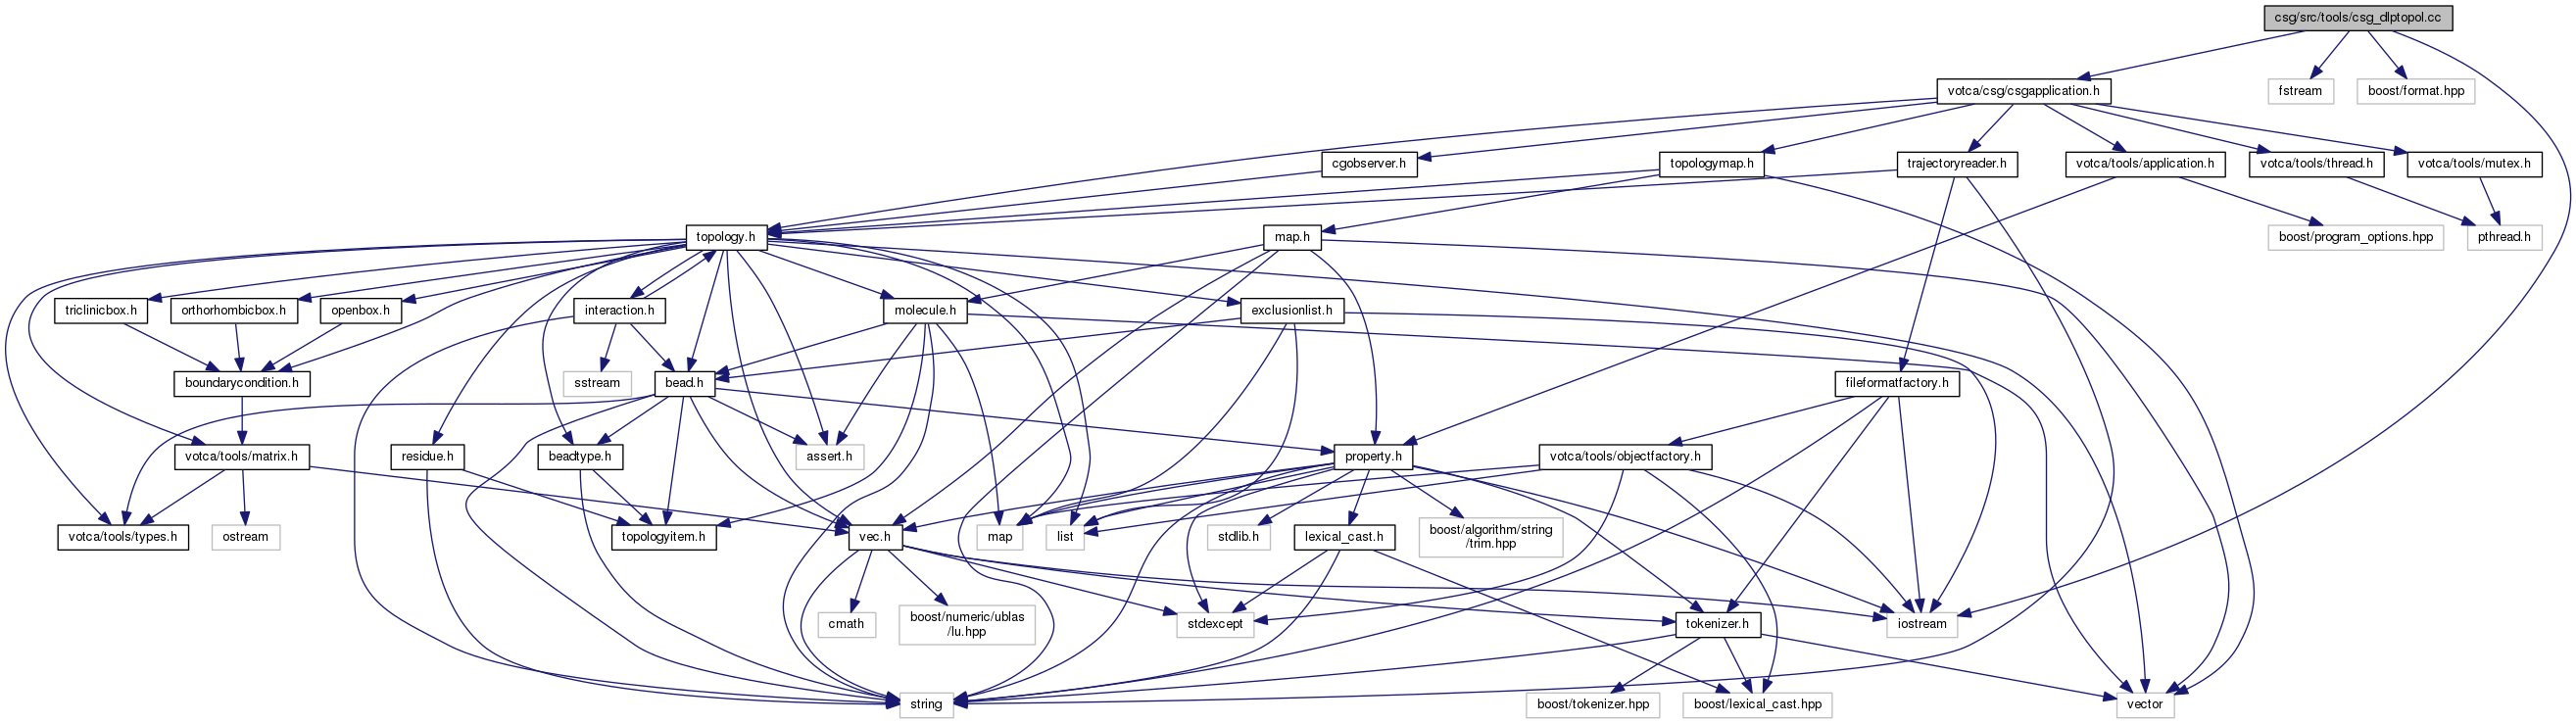 csg/src/tools/csg_dlptopol.cc
votca/csg/csgapplication.h
fstream
boost/format.hpp
cgobserver.h
topologymap.h
trajectoryreader.h
votca/tools/application.h
votca/tools/thread.h
votca/tools/mutex.h
topology.h
map.h
boost/program_options.hpp
pthread.h
triclinicbox.h
orthorhombicbox.h
openbox.h
interaction.h
molecule.h
exclusionlist.h
boundarycondition.h
sstream
bead.h
fileformatfactory.h
votca/tools/matrix.h
residue.h
beadtype.h
assert.h
property.h
votca/tools/objectfactory.h
votca/tools/types.h
ostream
topologyitem.h
vec.h
map
list
stdlib.h
lexical_cast.h
boost/algorithm/string
/trim.hpp
cmath
boost/numeric/ublas
/lu.hpp
stdexcept
tokenizer.h
iostream
string
boost/tokenizer.hpp
boost/lexical_cast.hpp
vector